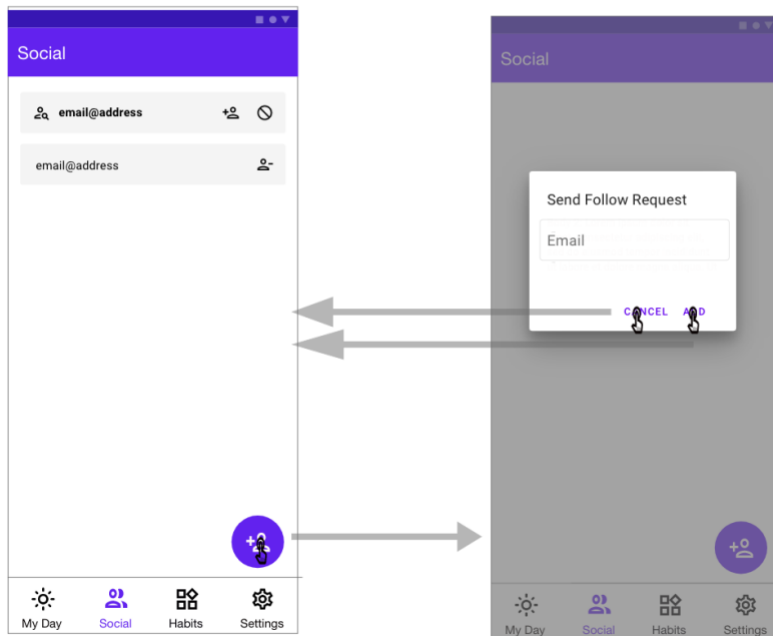 Social
email@address
email@address
My Day
Social
Habits
Settings
Social
Send Follow Request
Email
CANCEL
ADD
My Day
Social
Habits
Settings